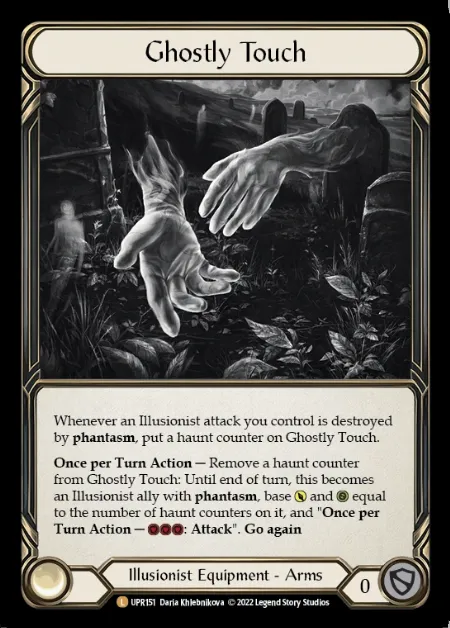 Ghostly Touch
Whenever an Illusionist attack you control is destroyed
by phantasm, put a haunt counter on Ghostly Touch.
Once per Turn Action — Remove a haunt counter
from Ghostly Touch: Until end of turn, this becomes
an Illusionist ally with phantasm, base and equal
to the number of haunt counters on it, and "Once per
Turn Action — : Attack". Go again
Illusionist Equipment - Arms
0
L UPR151 Daria Khlebnikova © 2022 Legend Story Studios